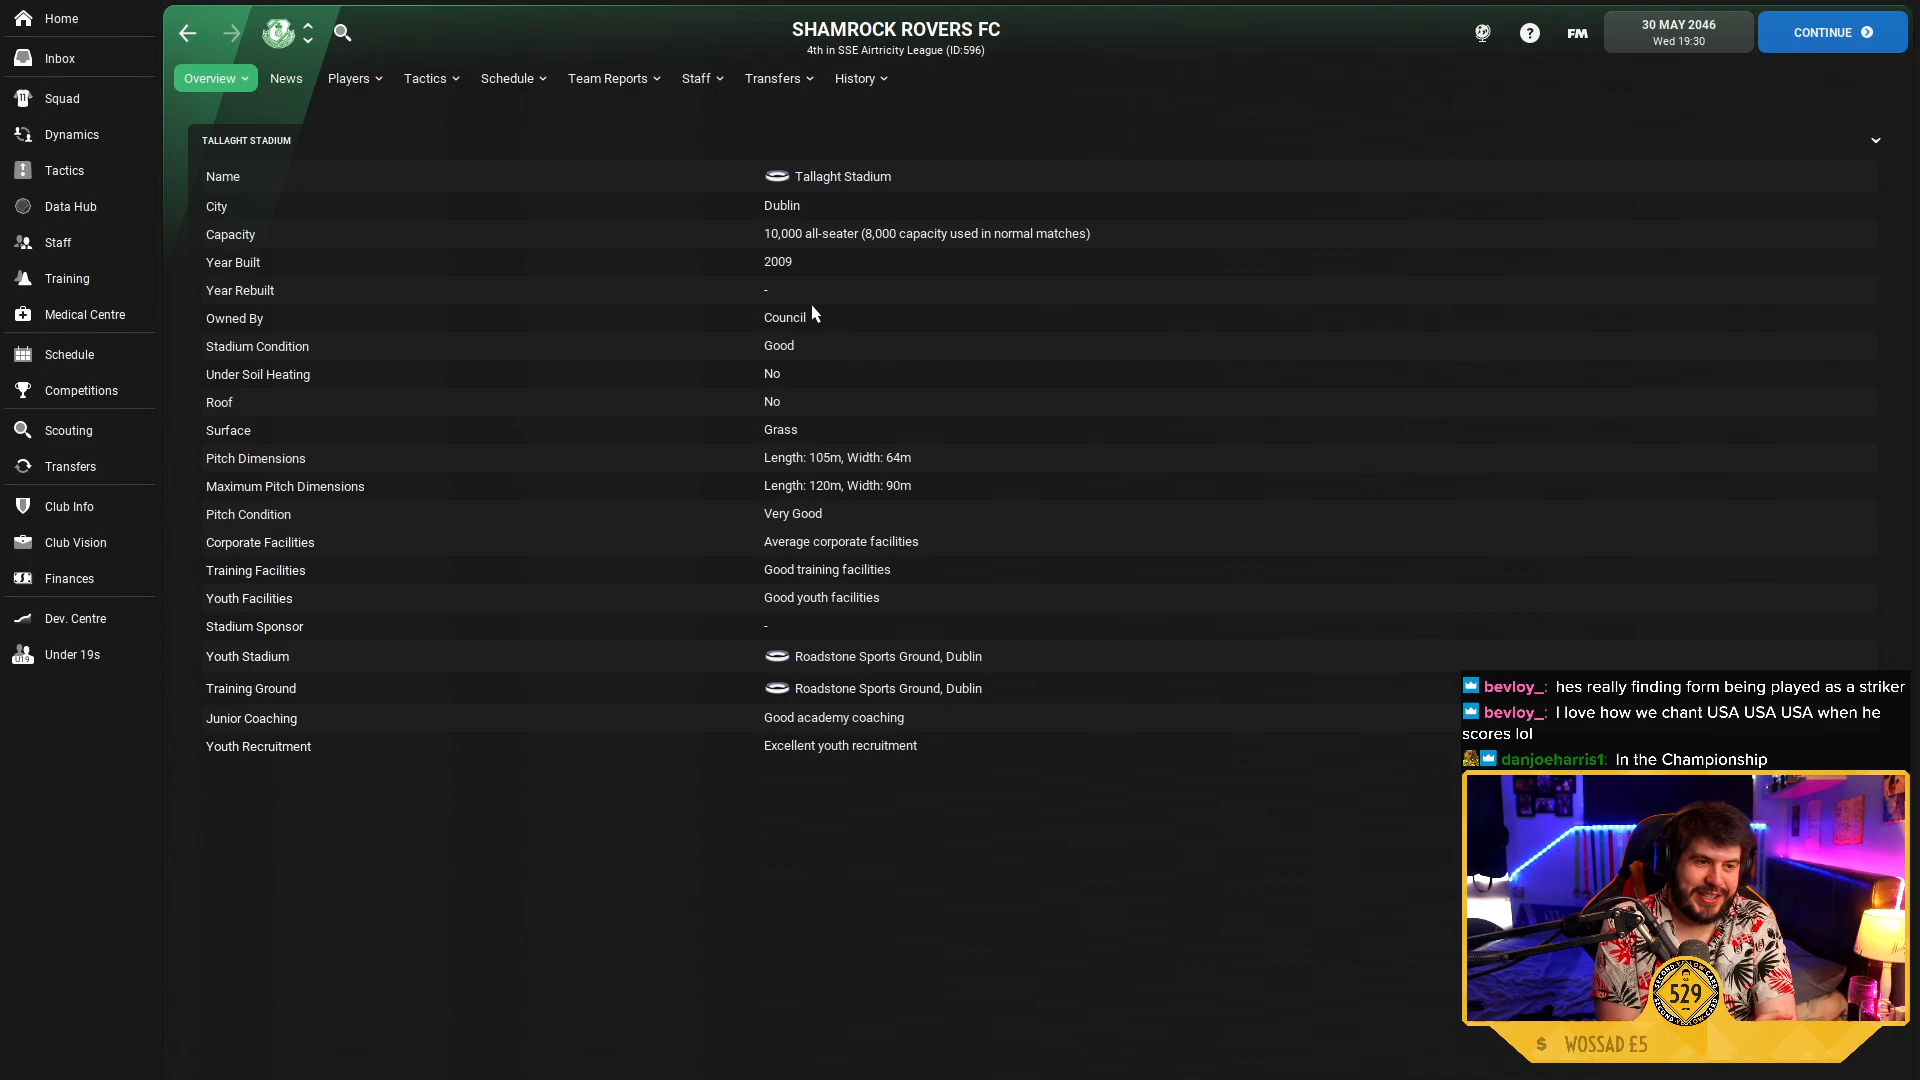 Home
Inbox
Squad
Dynamics
Tactics
Data Hub
Staff
Training
Medical Centre
Schedule
Competitions
Scouting
Transfers
Club Info
Club Vision
Finances
Dev. Centre
U19
Under 19s
SHAMROCK ROVERS FC
4th in SSE Airtricity League (ID:596)
FM
30 MAY 2046
Wed 19:30
CONTINUE
Overview
News
Players
Tactics
Schedule
Team Reports
Staff
Transfers
History
TALLAGHT STADIUM
Name Tallaght Stadium
City Dublin
Capacity 10,000 all-seater (8,000 capacity used in normal matches)
Year Built 2009
Year Rebuilt -
Owned By Council
Stadium Condition Good
Under Soil Heating No
Roof No
Surface Grass
Pitch Dimensions Length: 105m, Width: 64m
Maximum Pitch Dimensions Length: 120m, Width: 90m
Pitch Condition Very Good
Corporate Facilities Average corporate facilities
Training Facilities Good training facilities
Youth Facilities Good youth facilities
Stadium Sponsor -
Youth Stadium Roadstone Sports Ground, Dublin
Training Ground Roadstone Sports Ground, Dublin
Junior Coaching Good academy coaching
Youth Recruitment Excellent youth recruitment
bevloy_: hes really finding form being played as a striker
bevloy_: I love how we chant USA USA USA when he
scores lol
danjoeharris1: In the Championship
SECOND YELLOW CARD
529
$ WOSSAD £5